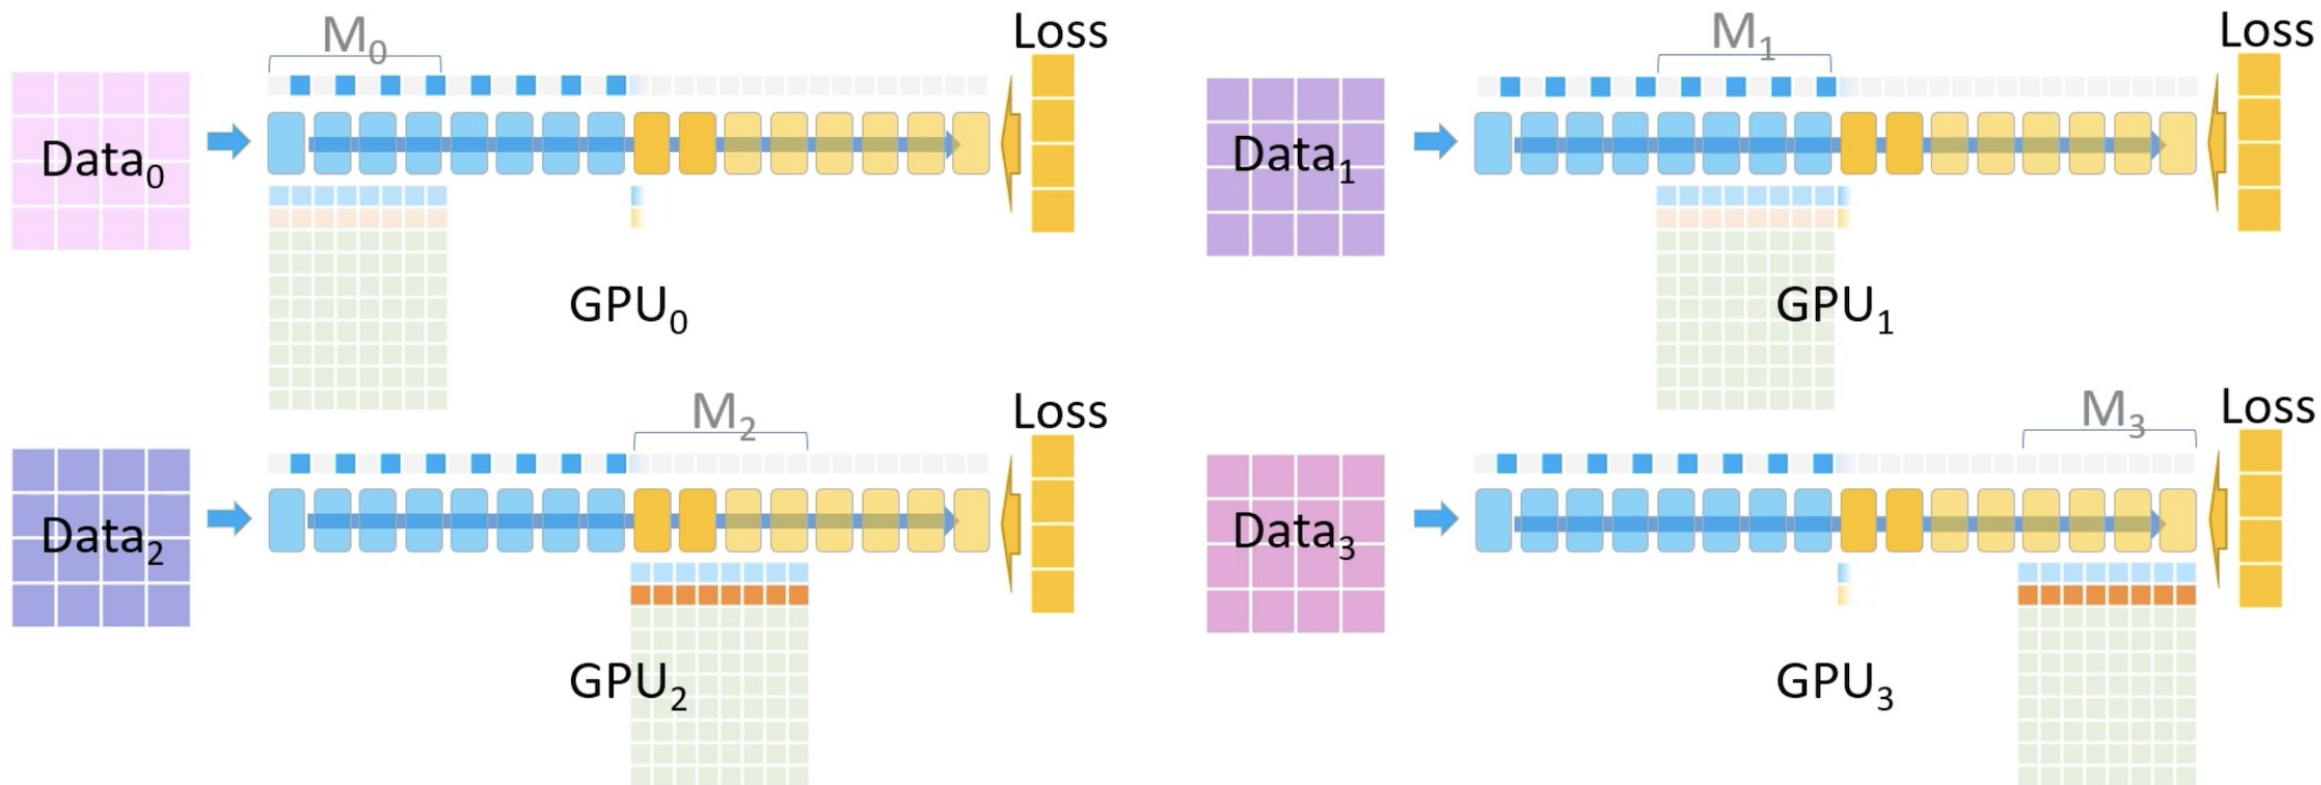 M₀
Loss
M₁
Loss
Data₀
Data₁
GPU₀
GPU₁
M₂
Loss
M₃
Loss
Data₂
Data₃
GPU₂
GPU₃